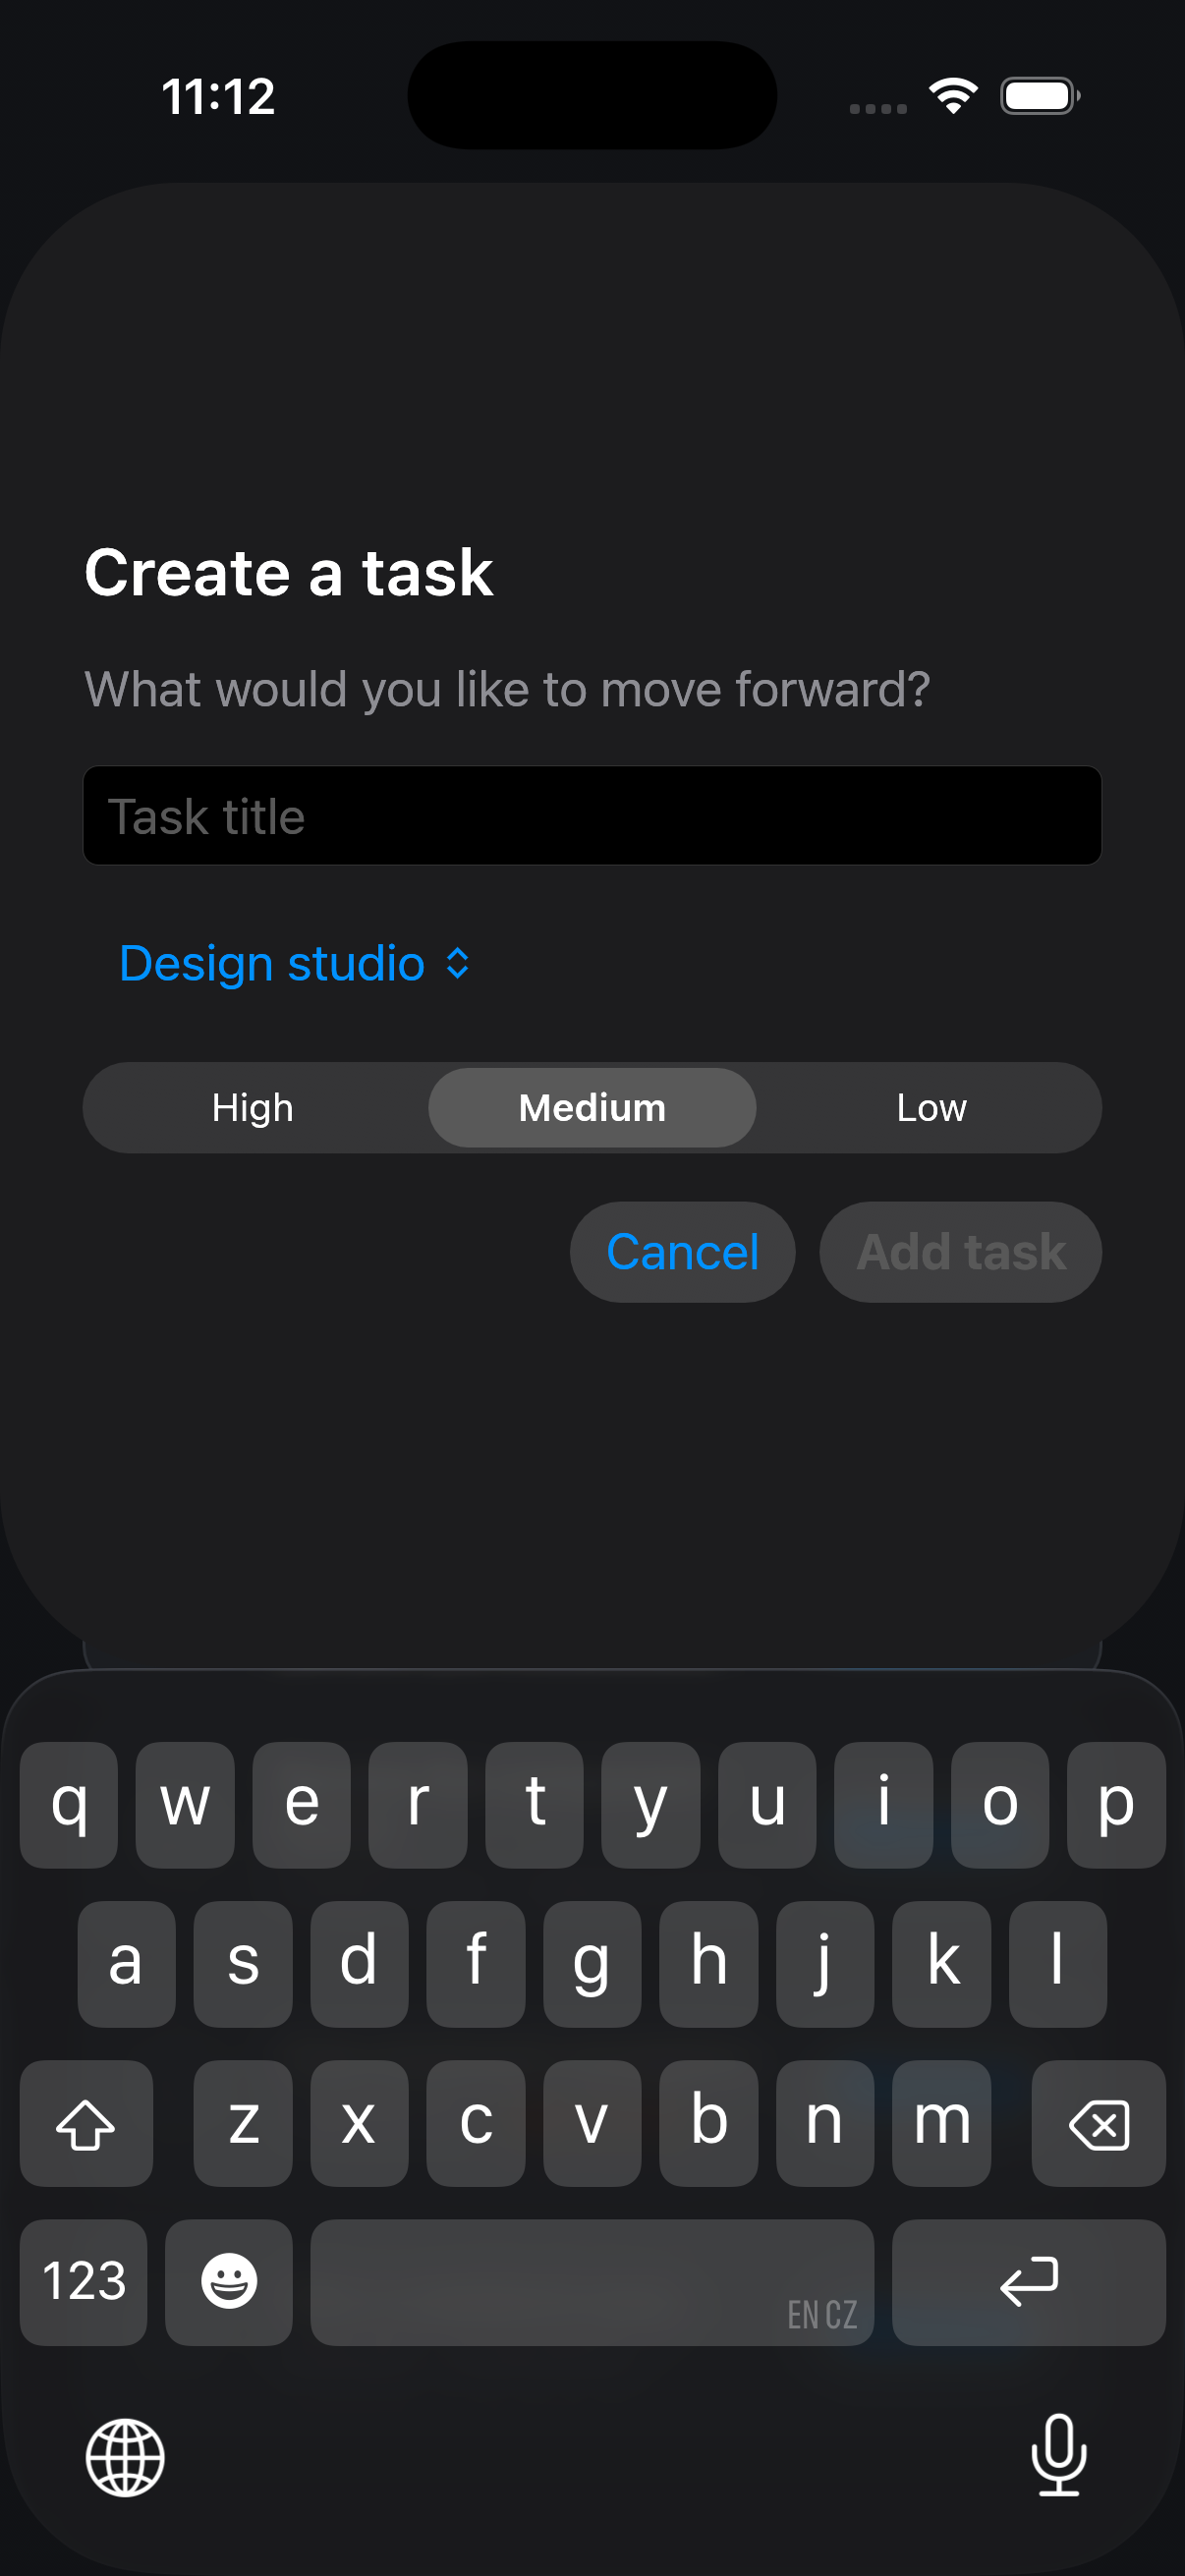 11:12
Create a task
What would you like to move forward?
Task title
Design studio
High Medium Low
Cancel Add task
q w e r t y u i o p
a s d f g h j k l
z x c v b n m
123 EN CZ